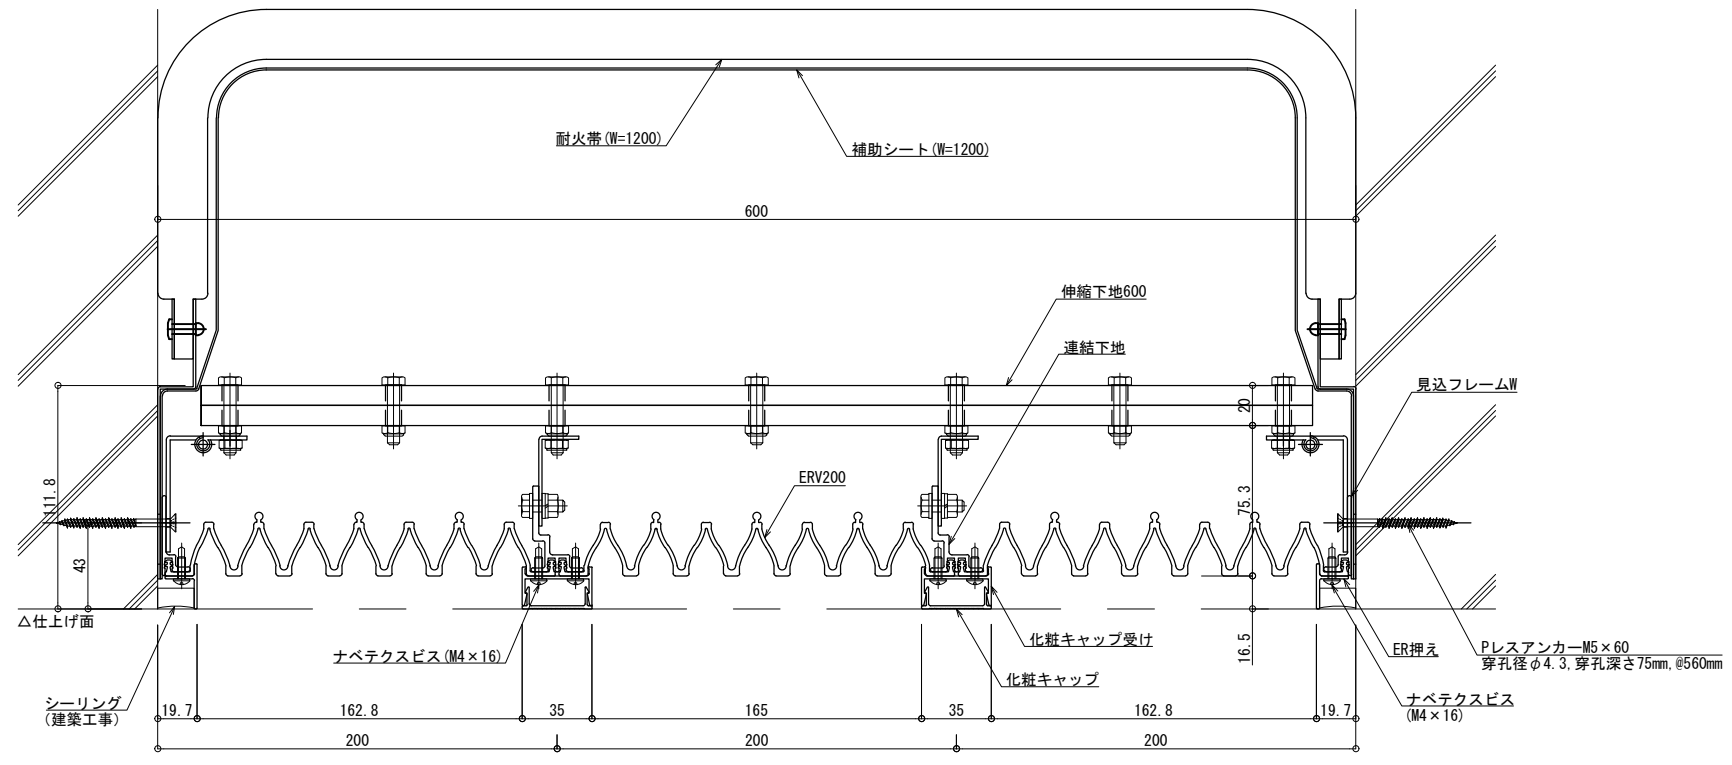 耐火帯(W=1200)
補助シート(W=1200)
600
伸縮下地600
連結下地
見込フレームW
20
111.8
ERV200
75.3
43
△仕上げ面
化粧キャップ受け
16.5
ER押え
Pレスアンカー M5×60
穿孔径φ4.3,穿孔深さ75mm,@560mm
ナベテクスビス(M4×16)
化粧キャップ
シーリング
(建築工事)
ナベテクスビス
(M4×16)
19.7
162.8
35
165
35
162.8
19.7
200
200
200